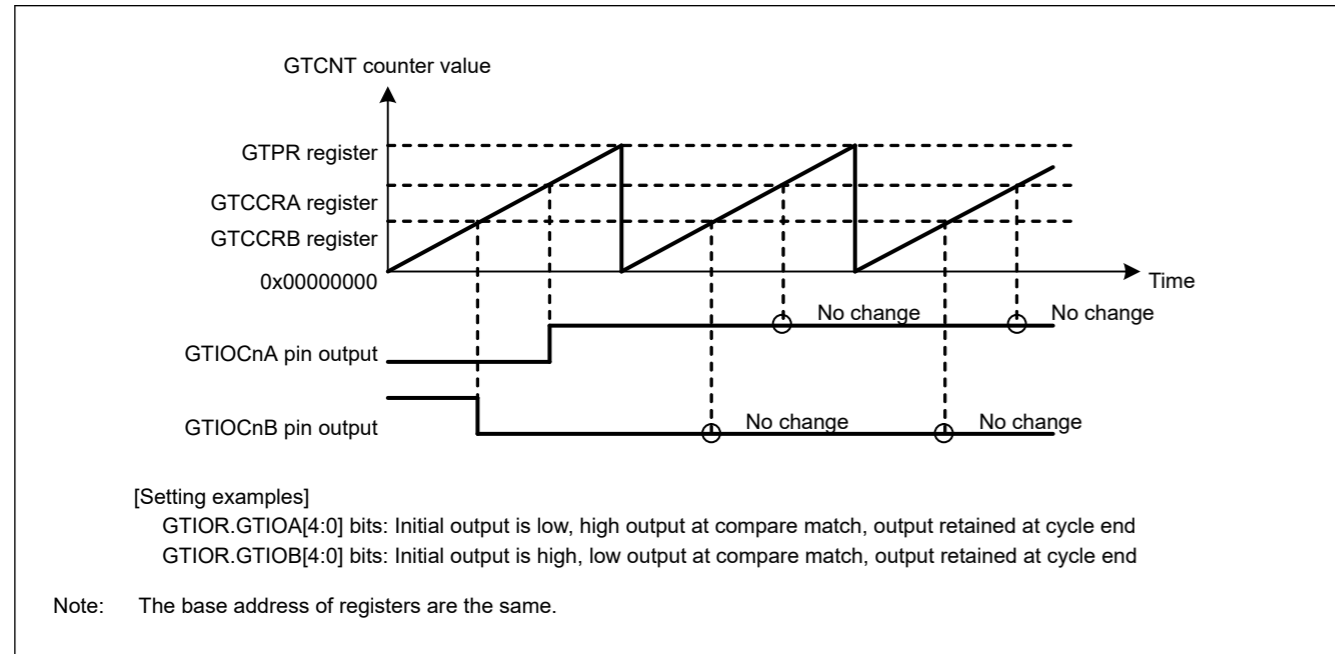 GTCNT counter value
GTPR register
GTCCRA register
GTCCRB register
0x00000000
Time
No change
No change
GTIOCnA pin output
GTIOCnB pin output
No change
No change
[Setting examples]
GTIOR.GTIOA[4:0] bits: Initial output is low, high output at compare match, output retained at cycle end
GTIOR.GTIOB[4:0] bits: Initial output is high, low output at compare match, output retained at cycle end
Note: The base address of registers are the same.